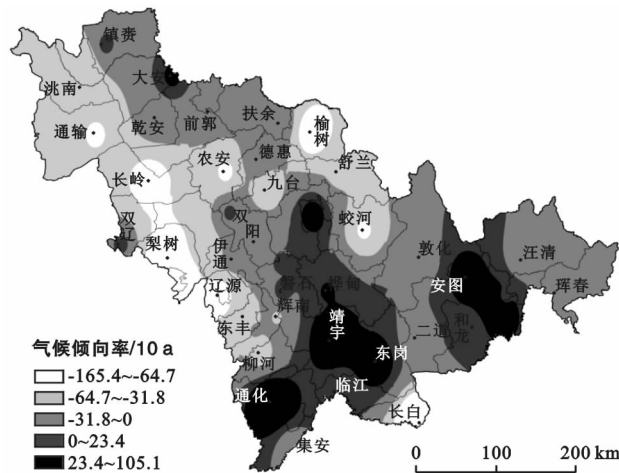 镇赉
大安
洮南
通输
乾安
前郭
扶余
榆树
农安
德惠
舒兰
长岭
九台
双辽
双阳
蛟河
梨树
伊通
敦化
汪清
安图
珲春
辽源
磐石
桦甸
辉南
靖宇
东丰
和龙
二道
东岗
柳河
临江
通化
长白
集安
气候倾向率/10 a
-165.4~-64.7
-64.7~-31.8
-31.8~0
0~23.4
23.4~105.1
0 100 200 km